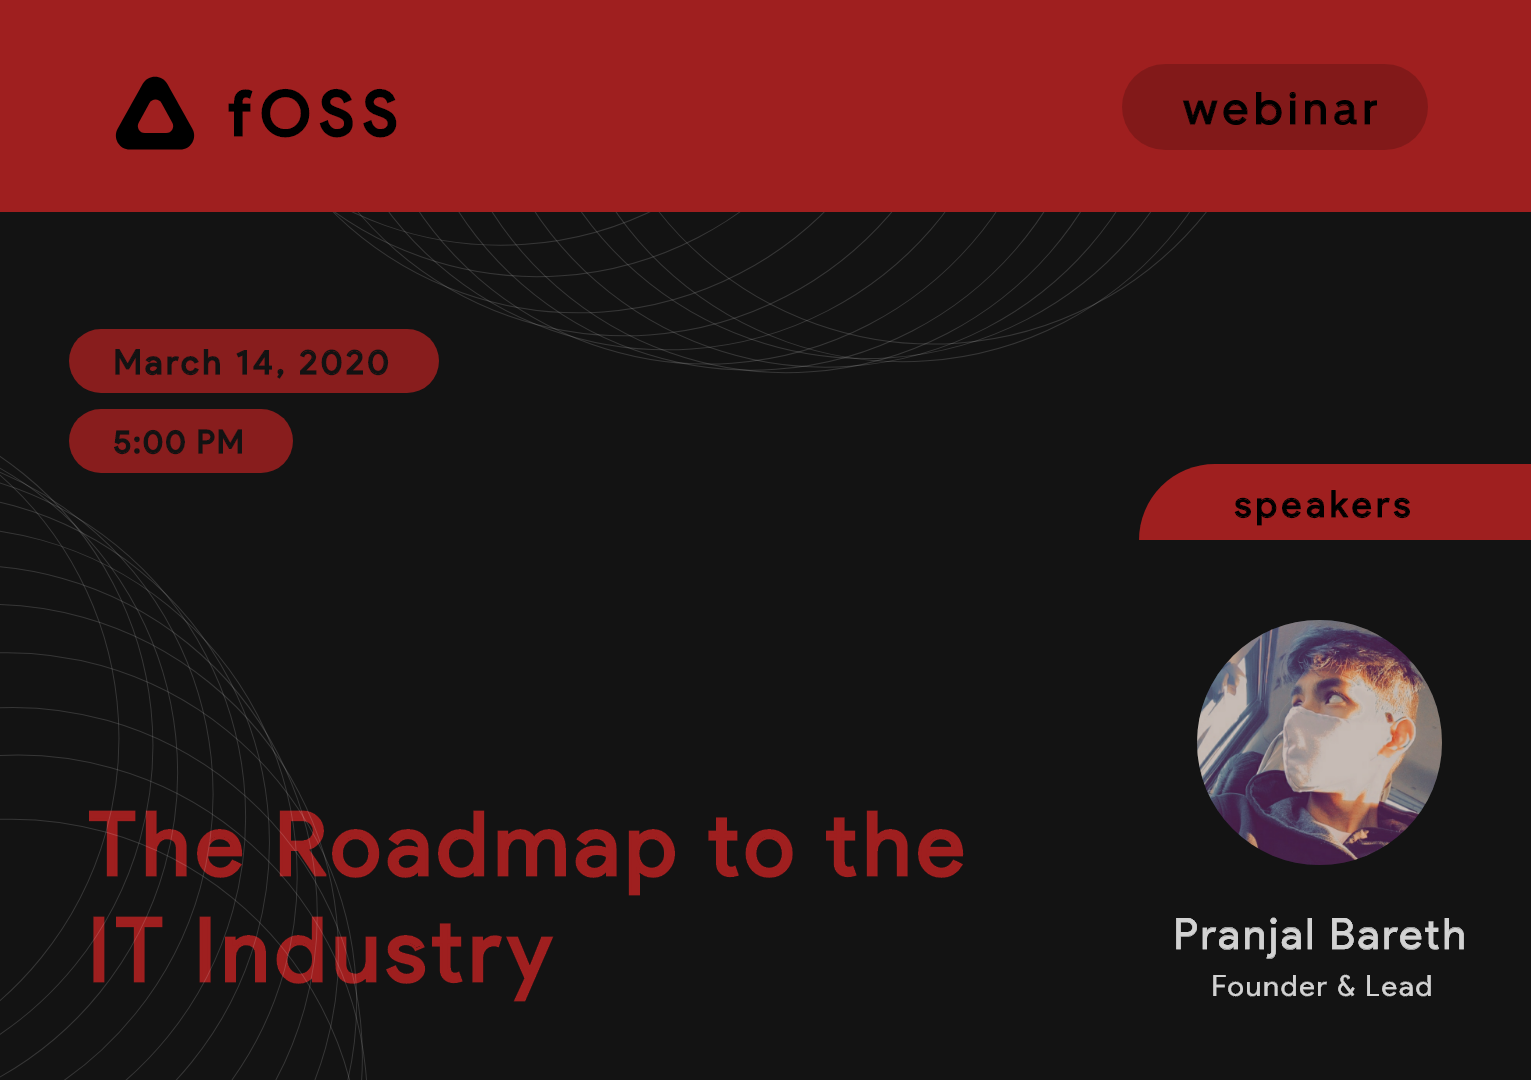 fOSS
webinar
March 14, 2020
5:00 PM
speakers
The Roadmap to the
IT Industry
Pranjal Bareth
Founder & Lead